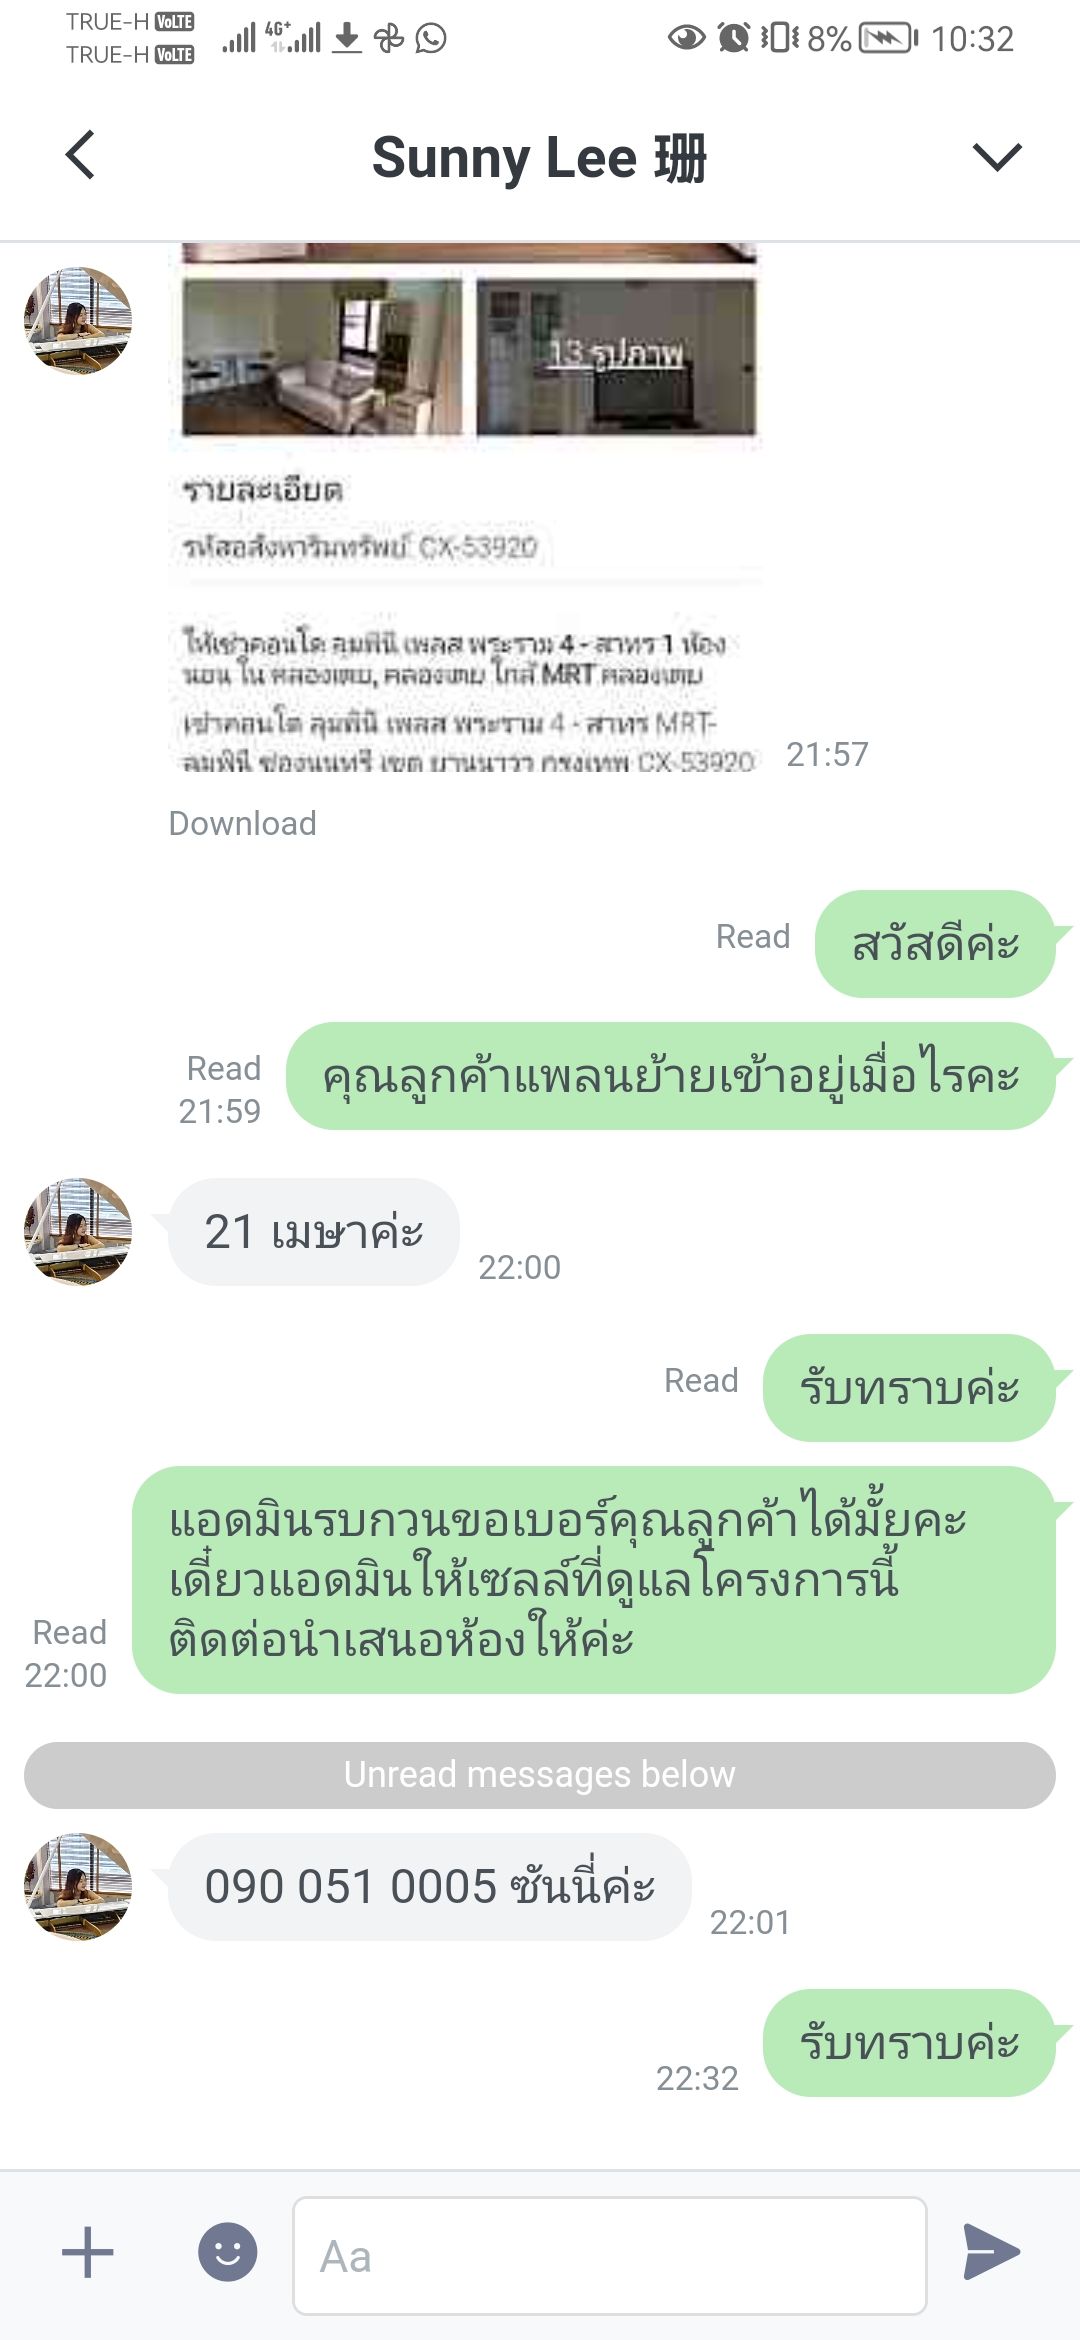 TRUE-H VoLTE
TRUE-H VoLTE
4G+
8%
10:32
Sunny Lee 珊
13 รูปภาพ
รายละเอียด
รหัสอสังหาริมทรัพย์: CX-53920
ให้เช่าคอนโด ลุมพินี เพลส พระราม 4 - สาทร 1 ห้อง
นอน ใน คลองเตย, คลองเตย ใกล้ MRT คลองเตย
เช่าคอนโด ลุมพินี เพลส พระราม 4 - สาทร MRT-
ลุมพินี ช่องนนทรี เขต ยานนาวา กรุงเทพ CX-53920
21:57
Download
Read
สวัสดีค่ะ
Read
21:59
คุณลูกค้าแพลนย้ายเข้าอยู่เมื่อไรคะ
21 เมษาค่ะ
22:00
Read
รับทราบค่ะ
แอดมินรบกวนขอเบอร์คุณลูกค้าได้มั้ยคะ
เดี๋ยวแอดมินให้เซลล์ที่ดูแลโครงการนี้
ติดต่อนำเสนอห้องให้ค่ะ
Read
22:00
Unread messages below
090 051 0005 ซันนี่ค่ะ
22:01
รับทราบค่ะ
22:32
Aa